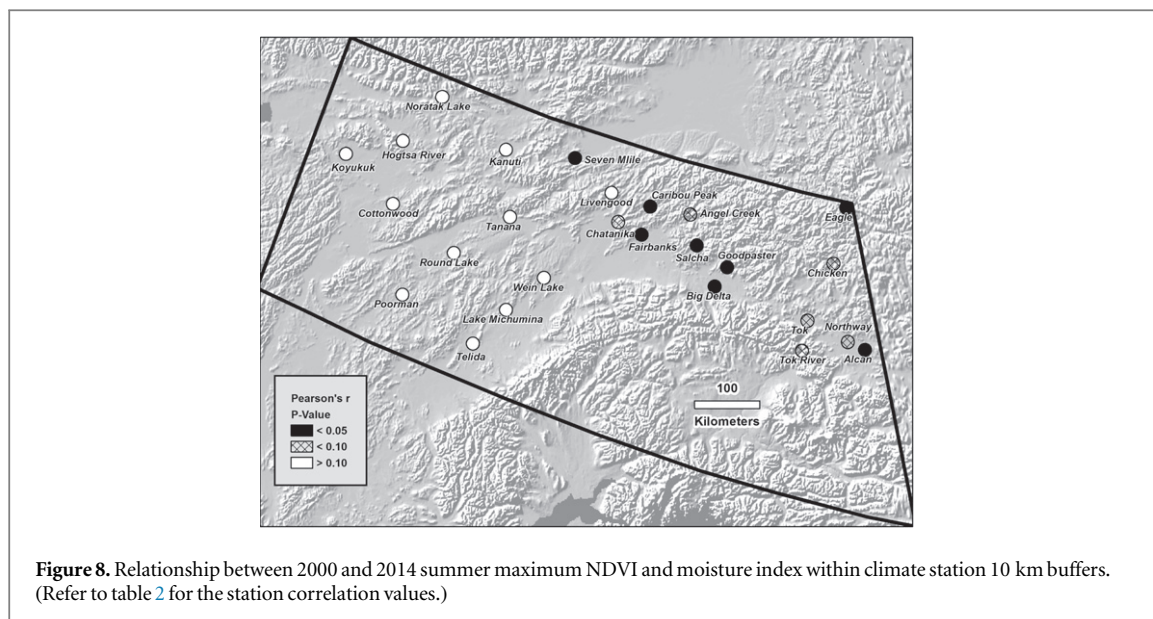 Noratak Lake
Hogtsa River
Koyukuk
Kanuti
Seven MIile
Cottonwood
Livengood
Caribou Peak
Tanana
Chatanika
Angel Creek
Eagle
Fairbanks
Round Lake
Salcha
Goodpaster
Chicken
Wein Lake
Big Delta
Poorman
Lake Michumina
Tok
Northway
Telida
Tok River
Alcan
100
Kilometers
Pearson's r
P-Value
< 0.05
< 0.10
> 0.10
Figure 8. Relationship between 2000 and 2014 summer maximum NDVI and moisture index within climate station 10 km buffers.
(Refer to table 2 for the station correlation values.)